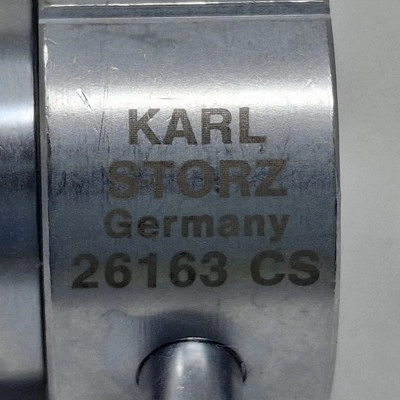 KARL
STORZ
Germany
26163 CS